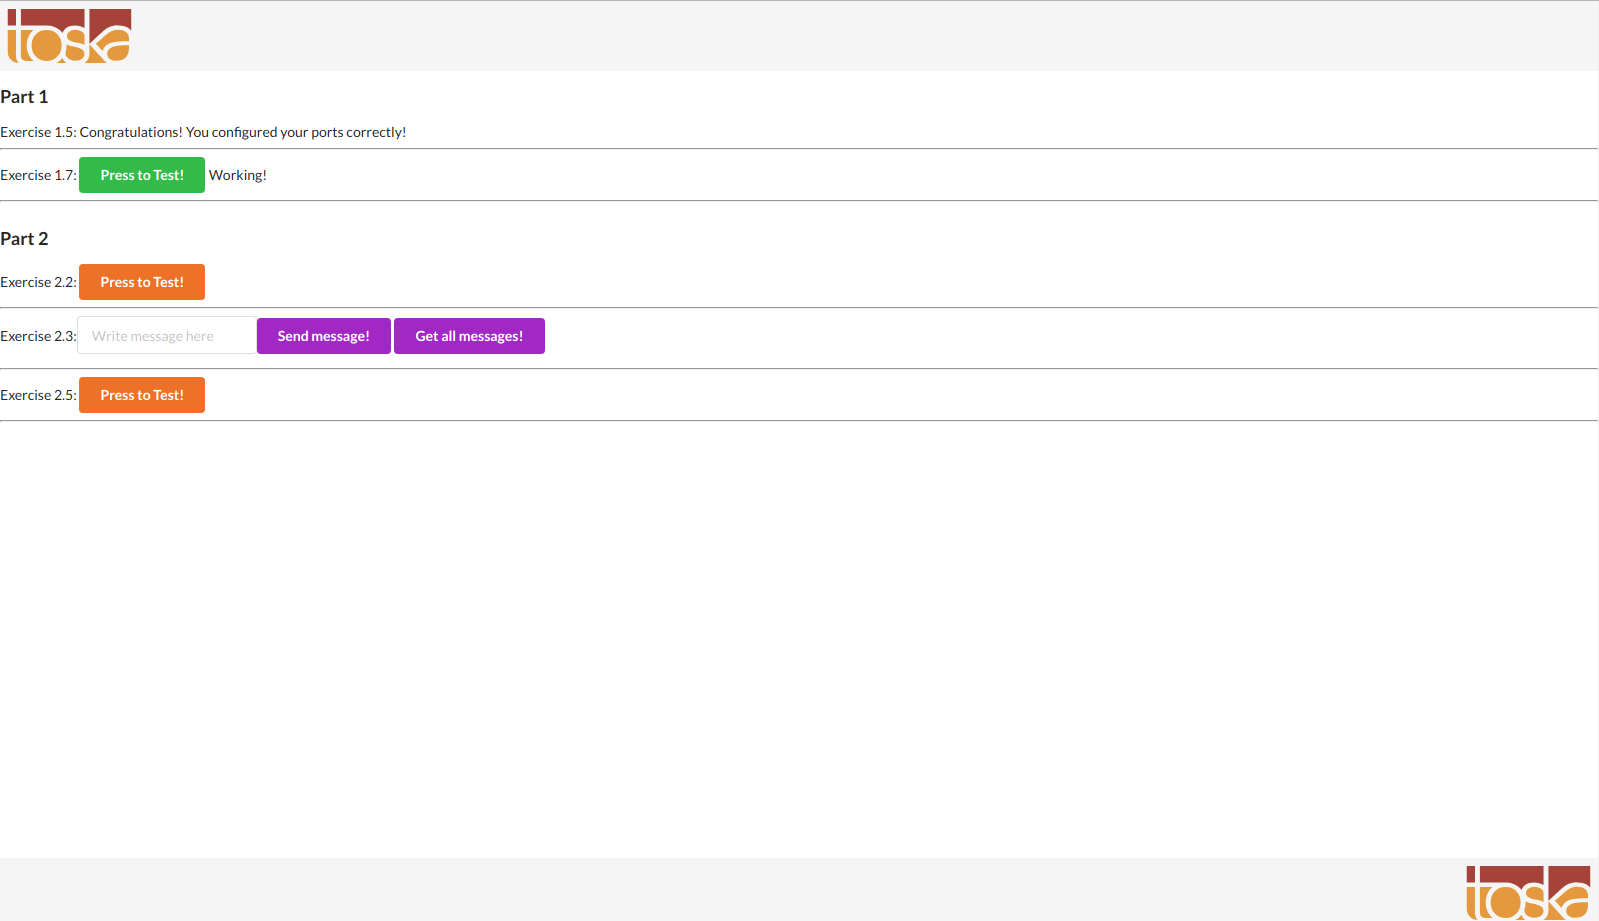 toska
Part 1
Exercise 1.5: Congratulations! You configured your ports correctly!
Exercise 1.7: Press to Test! Working!
Part 2
Exercise 2.2: Press to Test!
Exercise 2.3: Write message here Send message! Get all messages!
Exercise 2.5: Press to Test!
toska